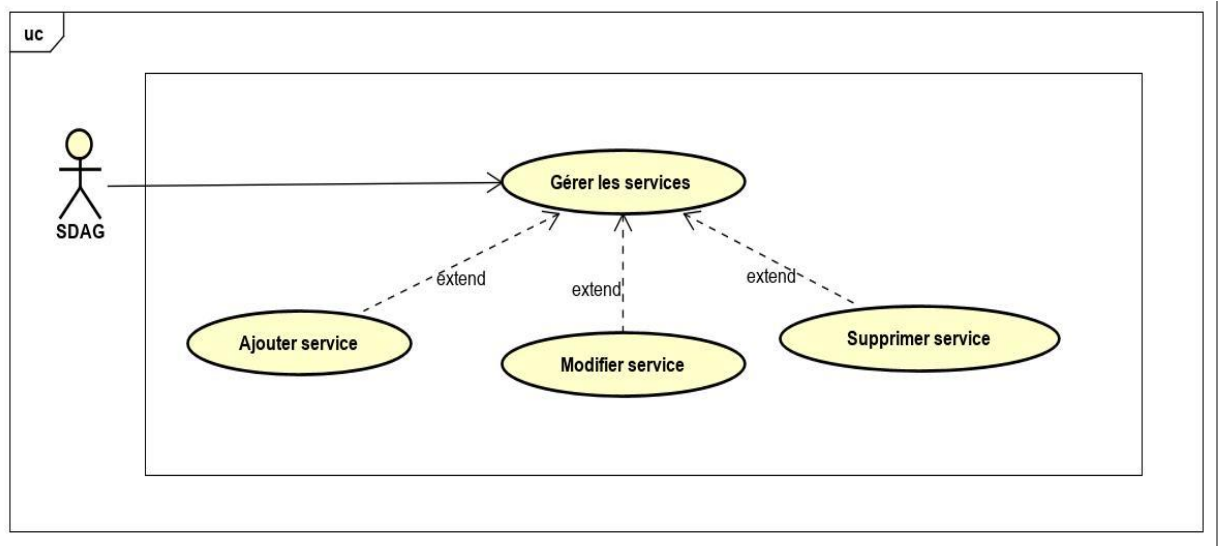 uc
SDAG
Gérer les services
extend
extend
extend
Ajouter service
Modifier service
Supprimer service